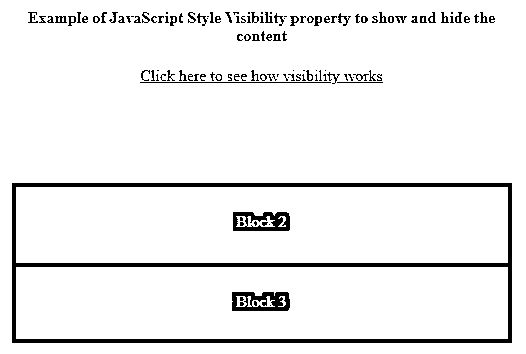 Example of JavaScript Style Visibility property to show and hide the
content
Click here to see how visibility works
Block 2
Block 3